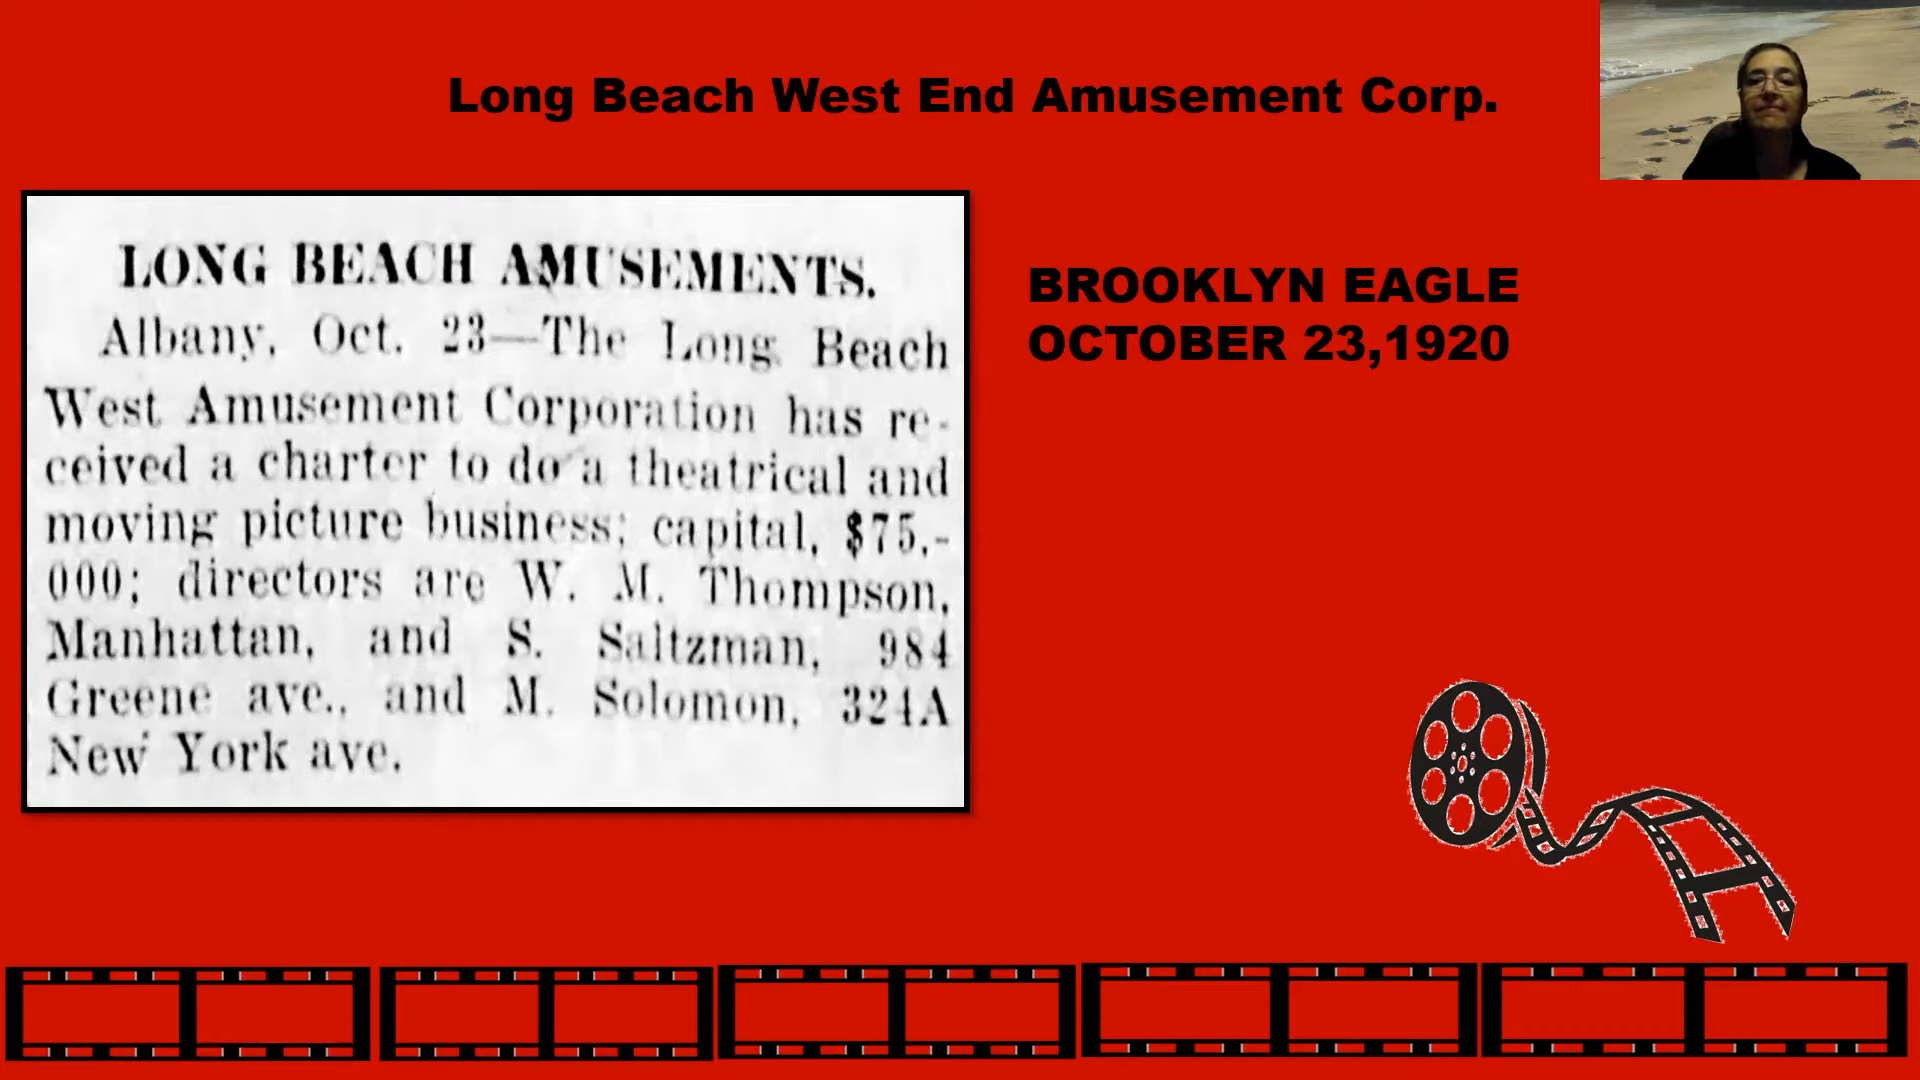 Long Beach West End Amusement Corp.
LONG BEACH AMUSEMENTS.
Albany, Oct. 23—The Long Beach
West Amusement Corporation has re-
ceived a charter to do a theatrical and
moving picture business; capital, $75,-
000; directors are W. M. Thompson,
Manhattan, and S. Saltzman, 984
Greene ave., and M. Solomon, 324A
New York ave.
BROOKLYN EAGLE
OCTOBER 23,1920